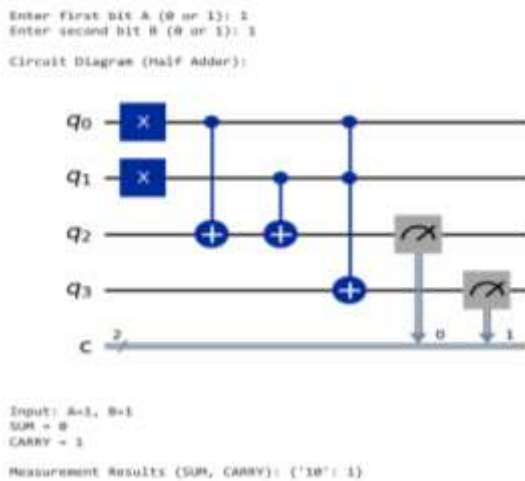 Enter first bit A (0 or 1): 1
Enter second bit B (0 or 1): 1
Circuit Diagram (Half Adder):
q0
X
q1
X
q2
q3
c
2
0
1
Input: A=1, B=1
SUM = 0
CARRY = 1
Measurement Results (SUM, CARRY): {'10': 1}